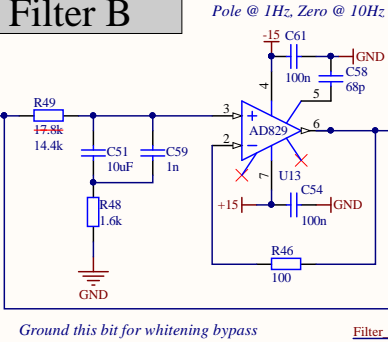 Filter B
Pole @ 1Hz, Zero @ 10Hz
-15
C61
GND
100n
C58
68p
4
5
R49
17.8k
14.4k
3
+
AD829
6
2
−
C51
10uF
C59
1n
7
U13
C54
+15
GND
100n
R48
1.6k
R46
100
GND
Ground this bit for whitening bypass
Filter_